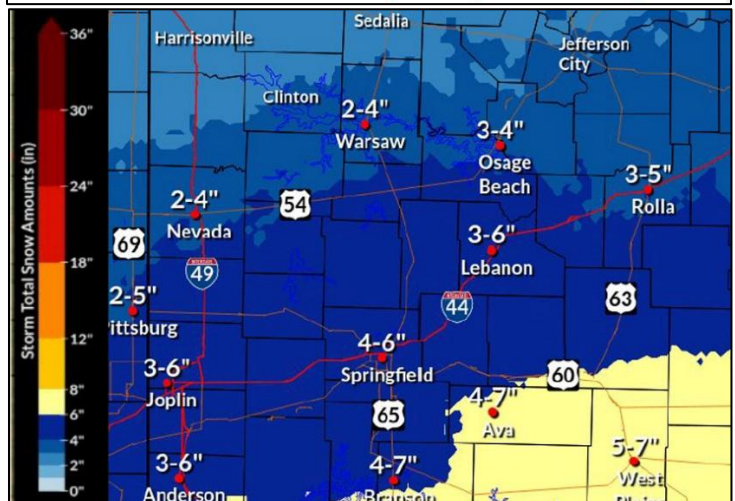 Storm Total Snow Amounts (in)
36"
30"
24"
18"
12"
8"
6"
4"
2"
0"
Sedalia
Harrisonville
Jefferson
City
Clinton
2-4"
Warsaw
3-4"
Osage
Beach
3-5"
Rolla
2-4"
Nevada
54
69
49
3-6"
Lebanon
44
63
2-5"
ittsburg
4-6"
Springfield
3-6"
Joplin
60
65
4-7"
Ava
3-6"
Anderson
4-7"
Branson
5-7"
West